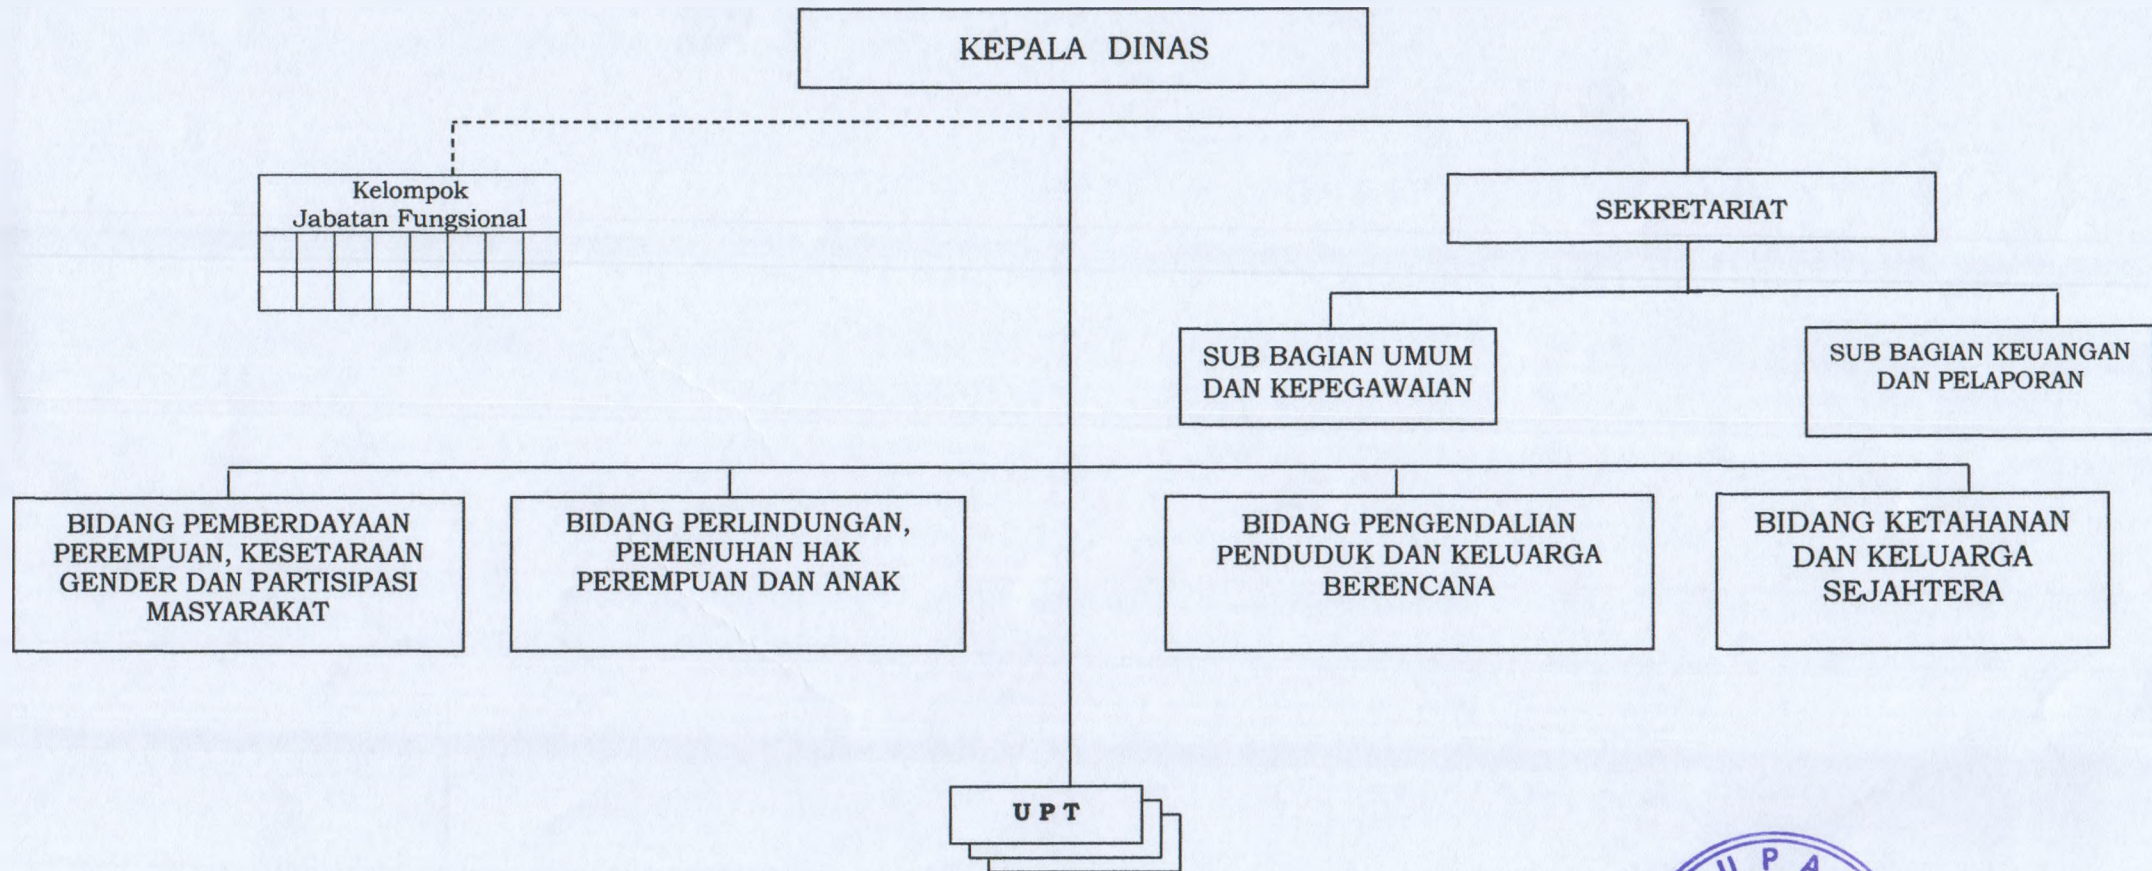 KEPALA DINAS
Kelompok
Jabatan Fungsional
SEKRETARIAT
SUB BAGIAN UMUM
DAN KEPEGAWAIAN
SUB BAGIAN KEUANGAN
DAN PELAPORAN
BIDANG PEMBERDAYAAN
PEREMPUAN, KESETARAAN
GENDER DAN PARTISIPASI
MASYARAKAT
BIDANG PERLINDUNGAN,
PEMENUHAN HAK
PEREMPUAN DAN ANAK
BIDANG PENGENDALIAN
PENDUDUK DAN KELUARGA
BERENCANA
BIDANG KETAHANAN
DAN KELUARGA
SEJAHTERA
U P T
U P A